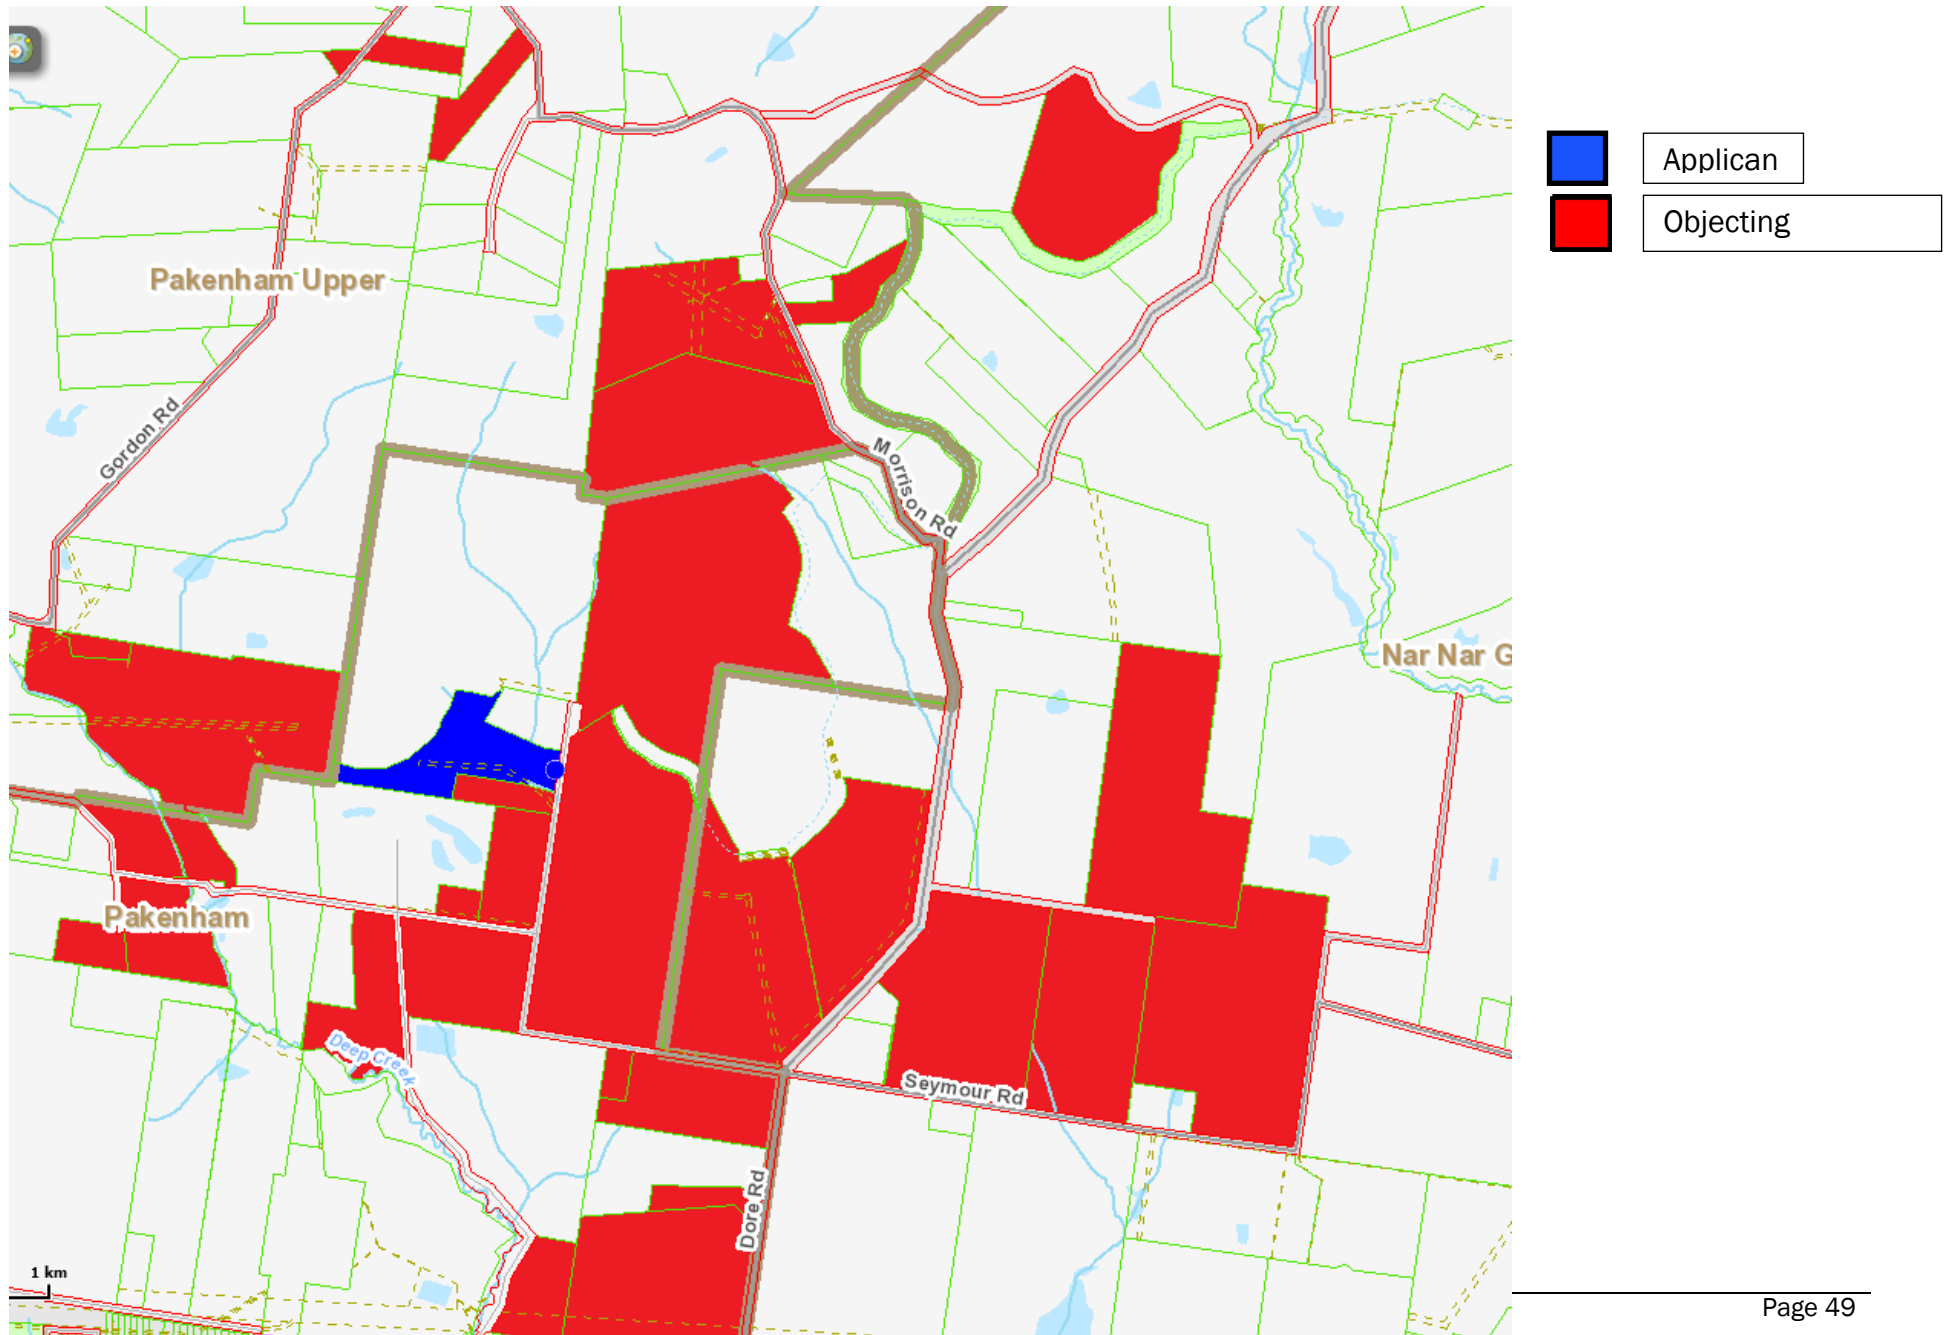 Applican
Objecting
Pakenham Upper
Gordon Rd
Morrison Rd
Nar Nar G
Pakenham
Deep Creek
Seymour Rd
Dore Rd
1 km
Page 49